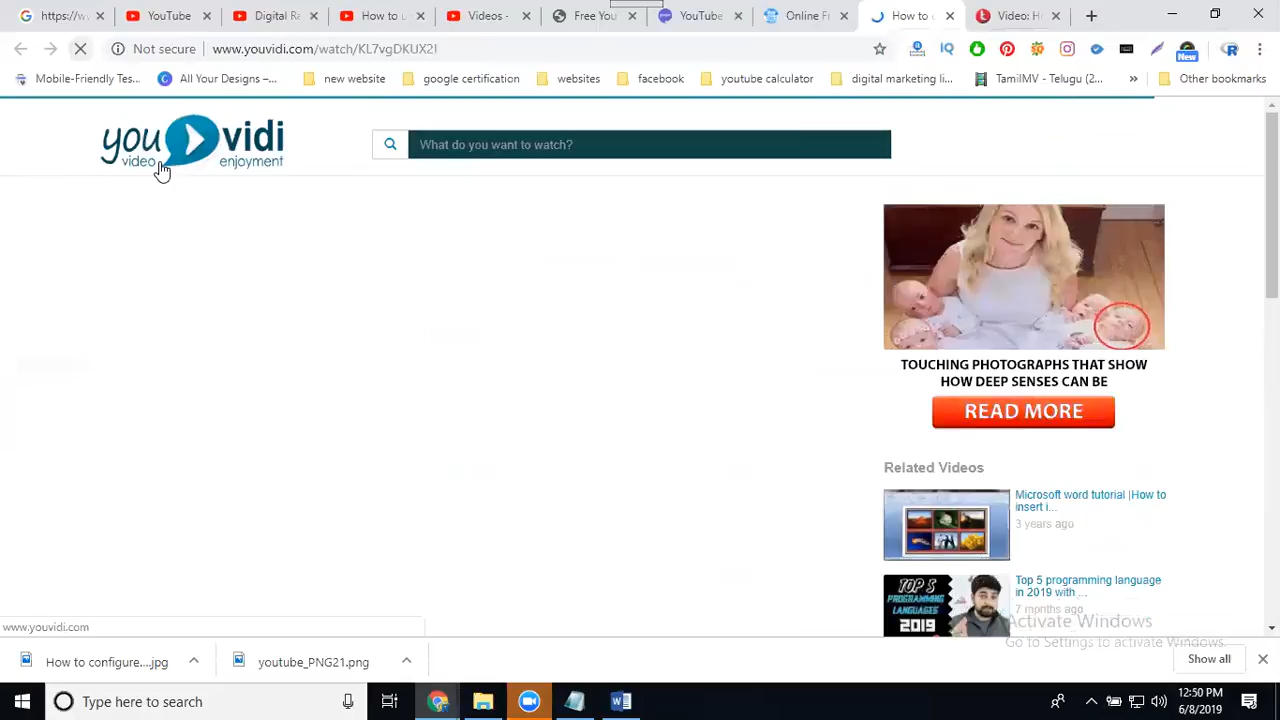 https://w
YouTube
Digital Ra
How to
Videos -
Free You
YouTube
Online Fr
How to c
Video: H
Not secure
www.youvidi.com/watch/KL7vgDKUX2I
New
Mobile-Friendly Tes...
All Your Designs –...
new website
google certification
websites
facebook
youtube calculator
digital marketing li...
TamilMV - Telugu (2...
»
Other bookmarks
you vidi
video enjoyment
What do you want to watch?
TOUCHING PHOTOGRAPHS THAT SHOW
HOW DEEP SENSES CAN BE
READ MORE
Related Videos
Microsoft word tutorial |How to
insert i...
3 years ago
TOP 5
PROGRAMMING
LANGUAGES
2019
Top 5 programming language
in 2019 with ...
7 months ago
Activate Windows
Go to Settings to activate Windows.
www.youvidi.com
How to configure....jpg
youtube_PNG21.png
Show all
Type here to search
12:50 PM
6/8/2019